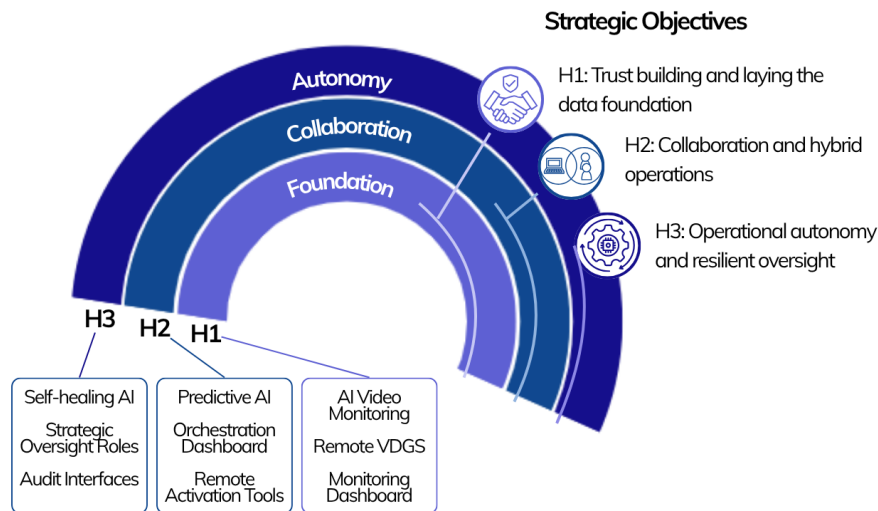 Strategic Objectives
Autonomy
Collaboration
Foundation
H1: Trust building and laying the
data foundation
H2: Collaboration and hybrid
operations
H3: Operational autonomy
and resilient oversight
H3
H2
H1
Self-healing AI
Strategic
Oversight Roles
Audit Interfaces
Predictive AI
Orchestration
Dashboard
Remote
Activation Tools
AI Video
Monitoring
Remote VDGS
Monitoring
Dashboard